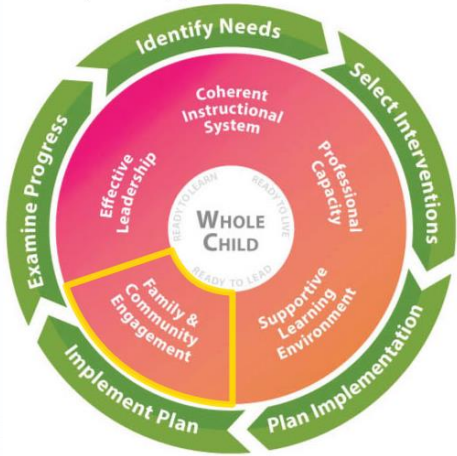 Identify Needs
Select Interventions
Plan Implementation
Implement Plan
Examine Progress
Coherent
Instructional
System
Professional
Capacity
Supportive
Learning
Environment
Family &
Community
Engagement
Effective
Leadership
READY TO LEARN
READY TO LIVE
READY TO LEAD
WHOLE
CHILD